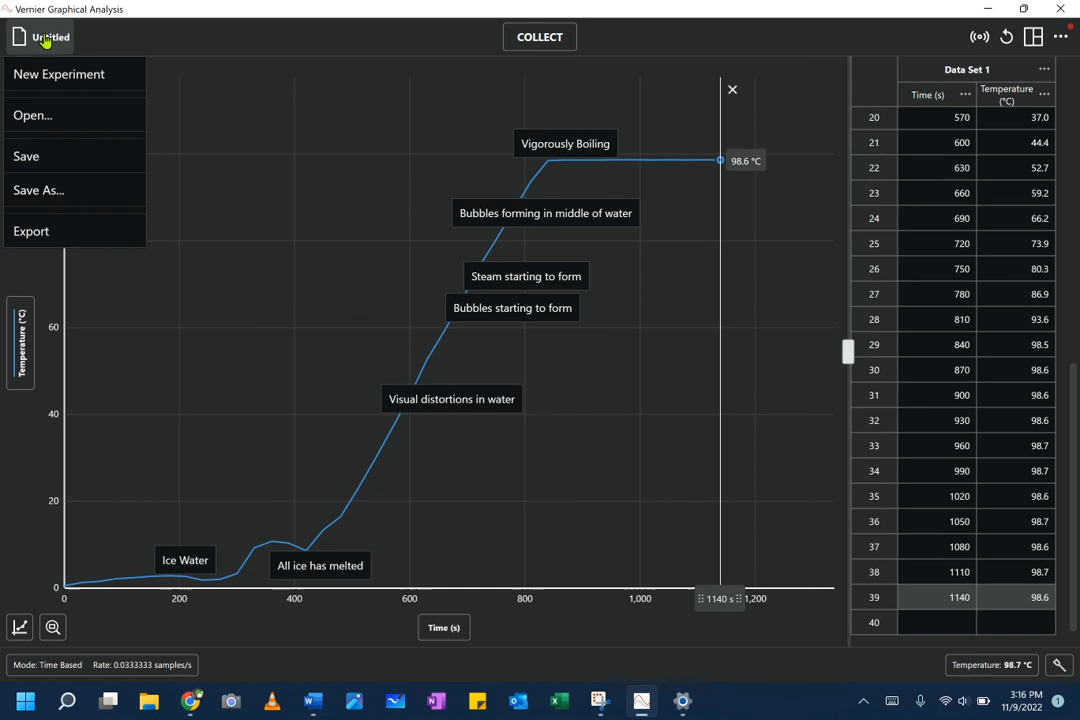 Vernier Graphical Analysis
Untitled
COLLECT
New Experiment
Open...
Save
Save As...
Export
Vigorously Boiling
98.6 °C
Bubbles forming in middle of water
Steam starting to form
Bubbles starting to form
Visual distortions in water
Ice Water
All ice has melted
Temperature (°C)
60
40
20
0
0 200 400 600 800 1,000 1140 s 1,200
Time (s)
Data Set 1 ...
Time (s) ... Temperature (°C) ...
20 570 37.0
21 600 44.4
22 630 52.7
23 660 59.2
24 690 66.2
25 720 73.9
26 750 80.3
27 780 86.9
28 810 93.6
29 840 98.5
30 870 98.6
31 900 98.6
32 930 98.6
33 960 98.7
34 990 98.7
35 1020 98.6
36 1050 98.7
37 1080 98.6
38 1110 98.7
39 1140 98.6
40
Mode: Time Based Rate: 0.0333333 samples/s
Temperature: 98.7 °C
3:16 PM
11/9/2022
1